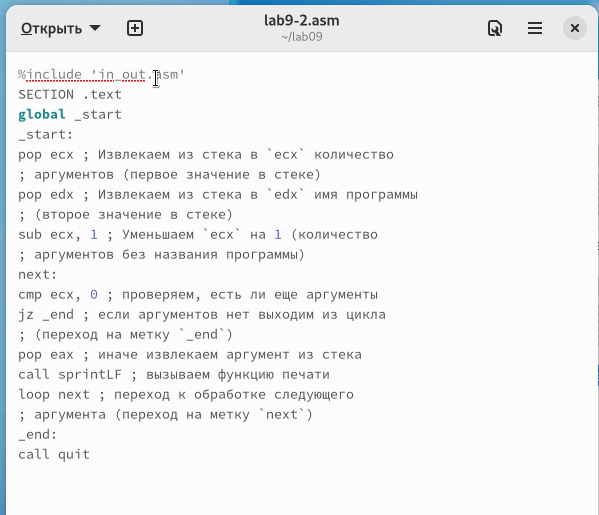 Открыть
lab9-2.asm
~/lab09
%include 'in_out.asm'
SECTION .text
global _start
_start:
pop ecx ; Извлекаем из стека в `ecx` количество
; аргументов (первое значение в стеке)
pop edx ; Извлекаем из стека в `edx` имя программы
; (второе значение в стеке)
sub ecx, 1 ; Уменьшаем `ecx` на 1 (количество
; аргументов без названия программы)
next:
cmp ecx, 0 ; проверяем, есть ли еще аргументы
jz _end ; если аргументов нет выходим из цикла
; (переход на метку `_end`)
pop eax ; иначе извлекаем аргумент из стека
call sprintLF ; вызываем функцию печати
loop next ; переход к обработке следующего
; аргумента (переход на метку `next`)
_end:
call quit